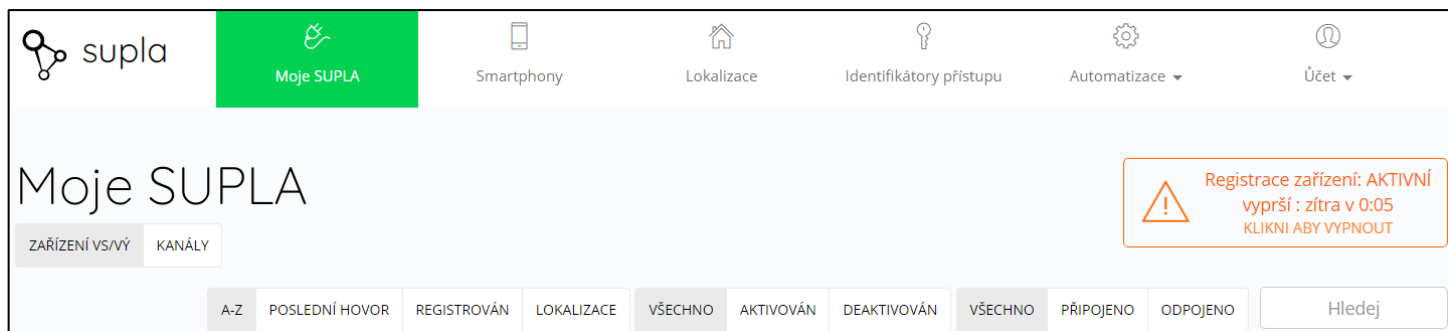 supla
Moje SUPLA
Smartphony
Lokalizace
Identifikátory přístupu
Automatizace
Účet
Moje SUPLA
Registrace zařízení: AKTIVNÍ
vyprší : zítra v 0:05
KLIKNI ABY VYPNOUT
ZAŘÍZENÍ VS/VÝ KANÁLY
A-Z POSLEDNÍ HOVOR REGISTROVÁN LOKALIZACE VŠECHNO AKTIVOVÁN DEAKTIVOVÁN VŠECHNO PŘIPOJENO ODPOJENO Hledej